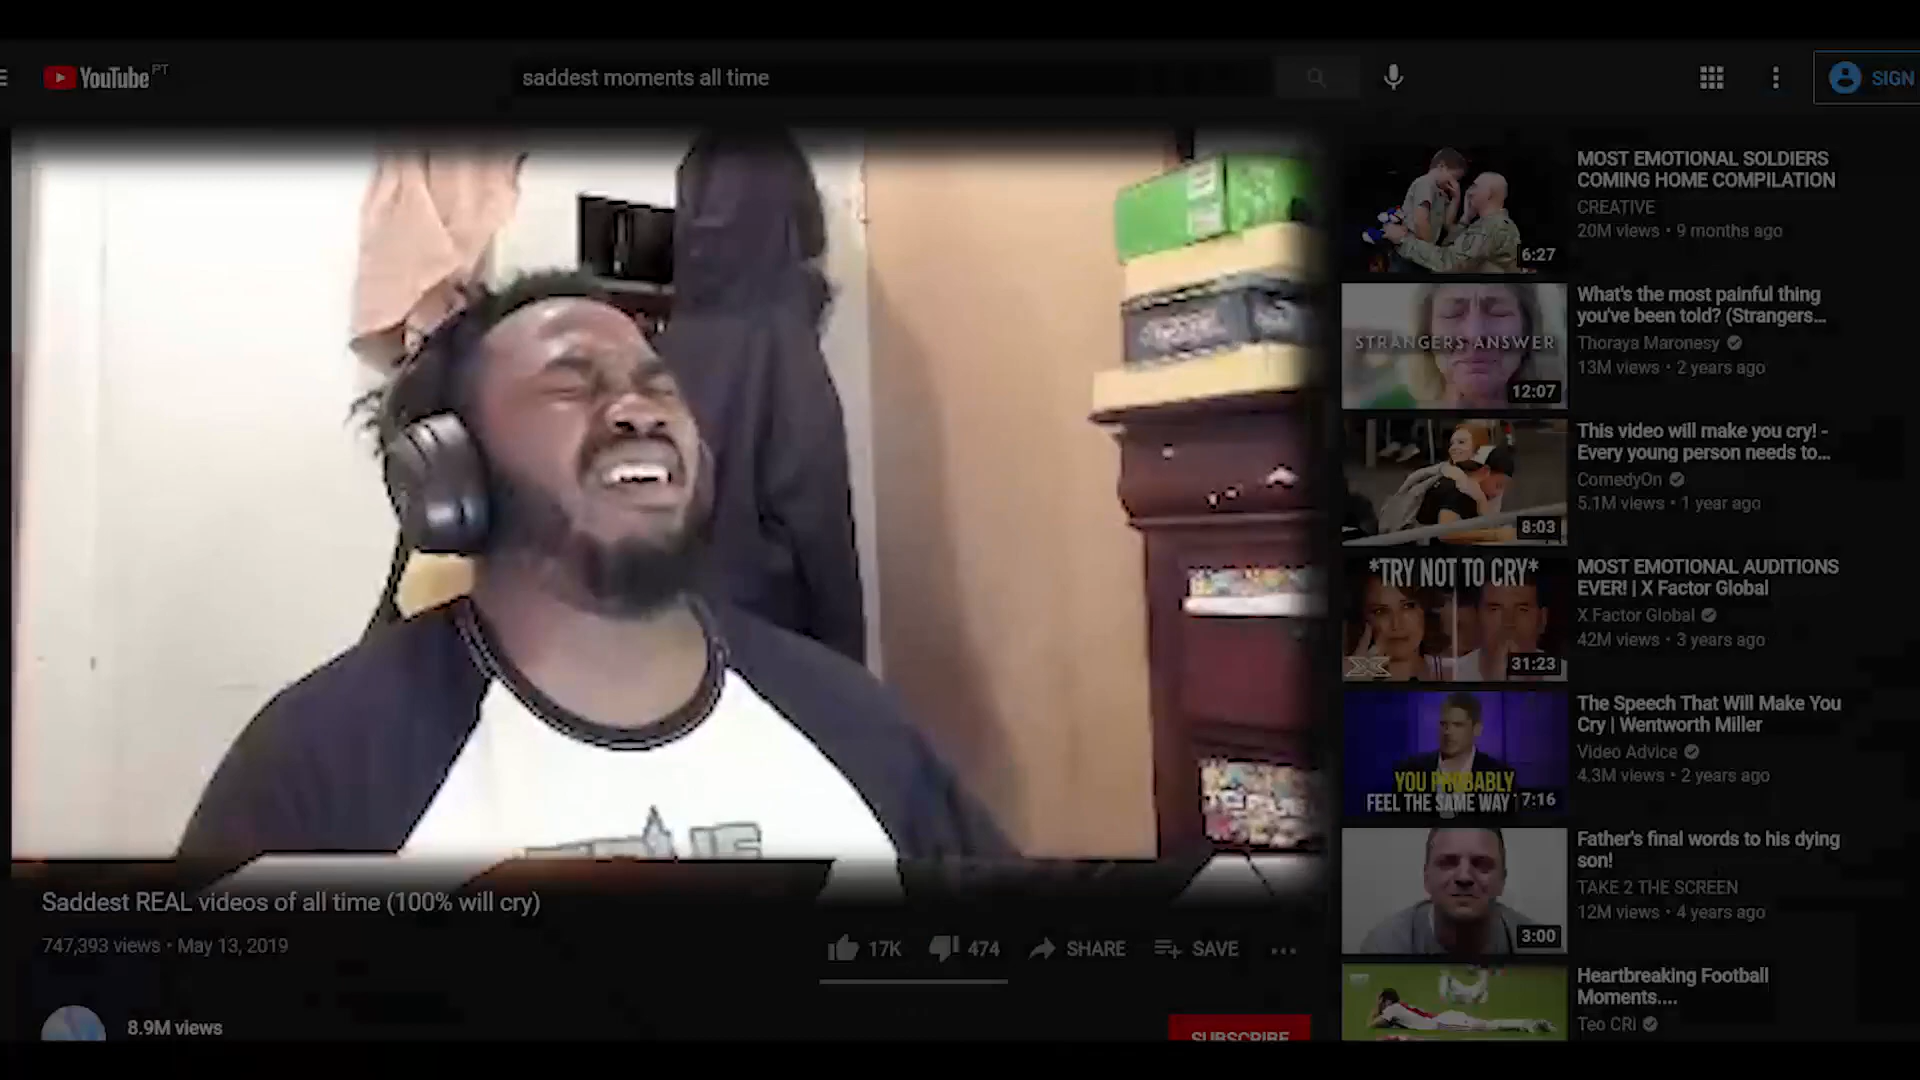 YouTube PT
saddest moments all time
SIGN
MOST EMOTIONAL SOLDIERS
COMING HOME COMPILATION
CREATIVE
20M views • 9 months ago
6:27
What's the most painful thing
you've been told? (Strangers...
Thoraya Maronesy
13M views • 2 years ago
STRANGERS ANSWER
12:07
This video will make you cry! -
Every young person needs to...
ComedyOn
5.1M views • 1 year ago
8:03
*TRY NOT TO CRY*
MOST EMOTIONAL AUDITIONS
EVER! | X Factor Global
X Factor Global
42M views • 3 years ago
31:23
The Speech That Will Make You
Cry | Wentworth Miller
Video Advice
4.3M views • 2 years ago
YOU PROBABLY
FEEL THE SAME WAY
7:16
Father's final words to his dying
son!
TAKE 2 THE SCREEN
12M views • 4 years ago
3:00
Heartbreaking Football
Moments....
Teo CRi
Saddest REAL videos of all time (100% will cry)
747,393 views • May 13, 2019
17K 474 SHARE SAVE
8.9M views
SUBSCRIBE